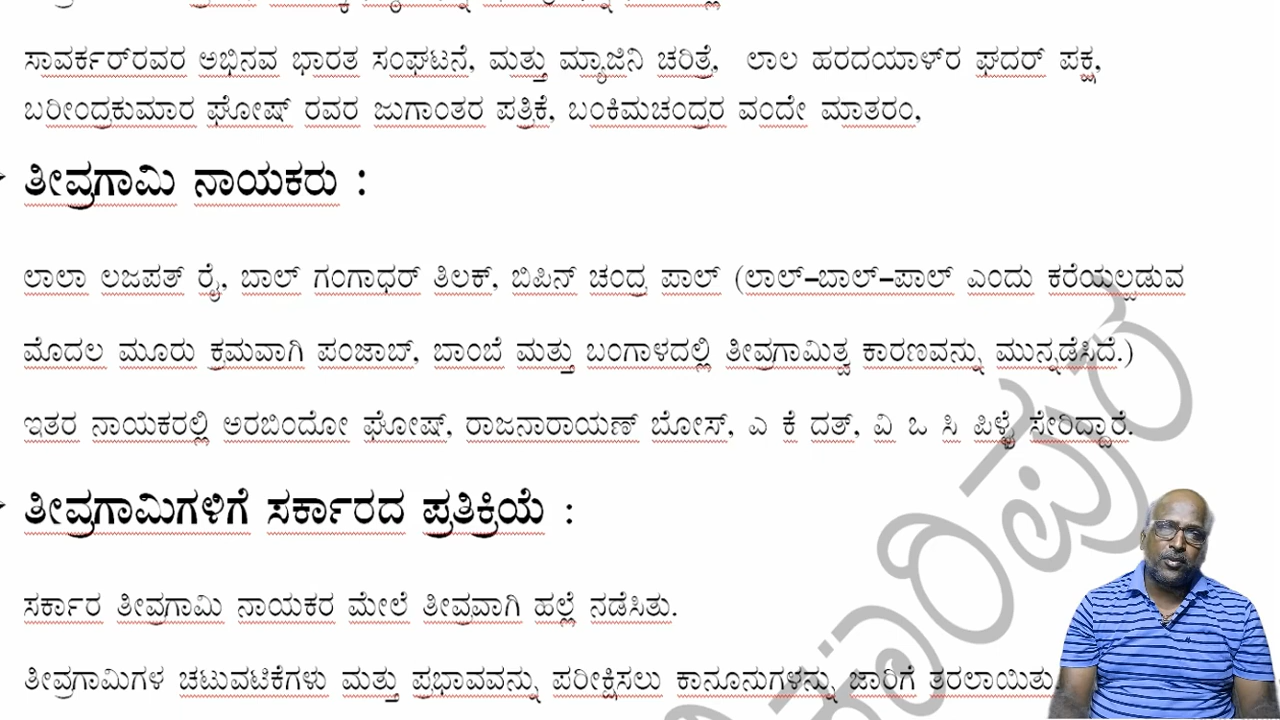 ಸಾವರ್ಕರ್‌ರವರ ಅಭಿನವ ಭಾರತ ಸಂಘಟನೆ, ಮತ್ತು ಮ್ಯಾಜಿನಿ ಚರಿತ್ರೆ, ಲಾಲ ಹರದಯಾಳ್‌ರ ಘದರ್ ಪಕ್ಷ,
ಬರೀಂದ್ರಕುಮಾರ ಘೋಷ್ ರವರ ಜುಗಾಂತರ ಪತ್ರಿಕೆ, ಬಂಕಿಮಚಂದ್ರರ ವಂದೇ ಮಾತರಂ,
ತೀವ್ರಗಾಮಿ ನಾಯಕರು :
ಲಾಲಾ ಲಜಪತ್ ರೈ, ಬಾಲ್ ಗಂಗಾಧರ್ ತಿಲಕ್, ಬಿಪಿನ್ ಚಂದ್ರ ಪಾಲ್ (ಲಾಲ್-ಬಾಲ್-ಪಾಲ್ ಎಂದು ಕರೆಯಲ್ಪಡುವ
ಮೊದಲ ಮೂರು ಕ್ರಮವಾಗಿ ಪಂಜಾಬ್, ಬಾಂಬೆ ಮತ್ತು ಬಂಗಾಳದಲ್ಲಿ ತೀವ್ರಗಾಮಿತ್ವ ಕಾರಣವನ್ನು ಮುನ್ನಡೆಸಿದೆ.)
ಇತರ ನಾಯಕರಲ್ಲಿ ಅರಬಿಂದೋ ಘೋಷ್, ರಾಜನಾರಾಯಣ್ ಬೋಸ್, ಎ ಕೆ ದತ್, ವಿ ಒ ಸಿ ಪಿಳ್ಳೈ ಸೇರಿದ್ದಾರೆ.
ತೀವ್ರಗಾಮಿಗಳಿಗೆ ಸರ್ಕಾರದ ಪ್ರತಿಕ್ರಿಯೆ :
ಸರ್ಕಾರ ತೀವ್ರಗಾಮಿ ನಾಯಕರ ಮೇಲೆ ತೀವ್ರವಾಗಿ ಹಲ್ಲೆ ನಡೆಸಿತು.
ತೀವ್ರಗಾಮಿಗಳ ಚಟುವಟಿಕೆಗಳು ಮತ್ತು ಪ್ರಭಾವವನ್ನು ಪರೀಕ್ಷಿಸಲು ಕಾನೂನುಗಳನ್ನು ಜಾರಿಗೆ ತರಲಾಯಿತು.